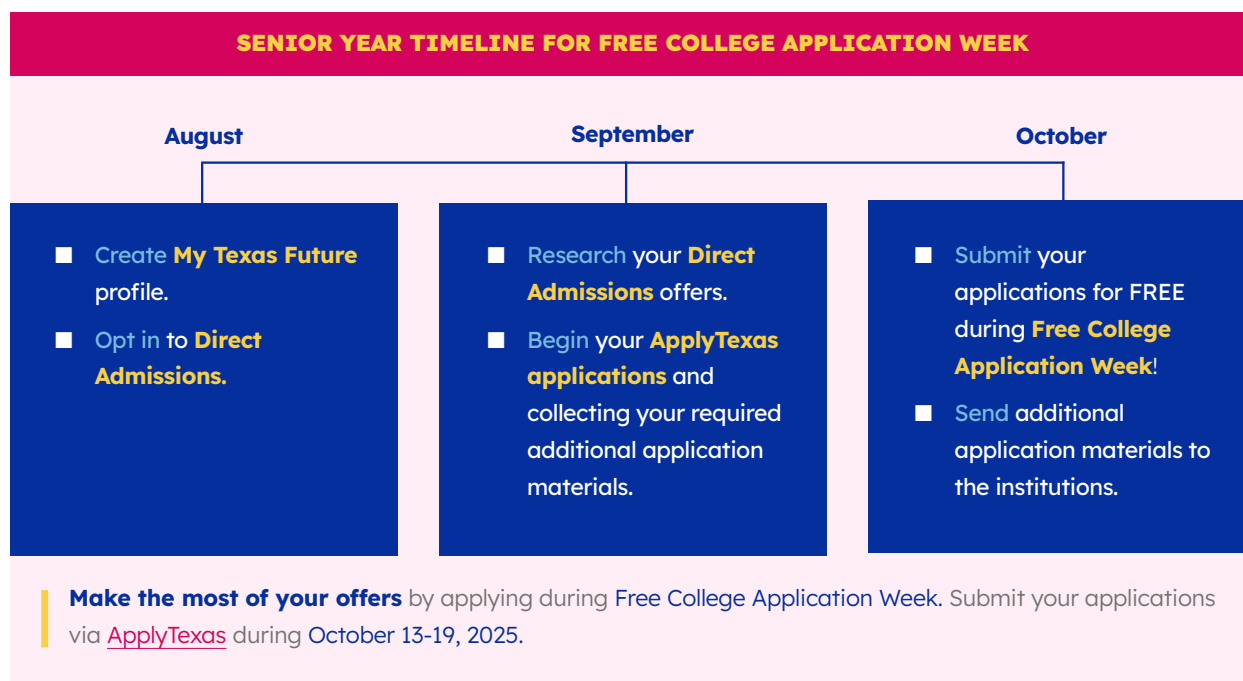 SENIOR YEAR TIMELINE FOR FREE COLLEGE APPLICATION WEEK
August
Create My Texas Future
profile.
Opt in to Direct
Admissions.
September
Research your Direct
Admissions offers.
Begin your ApplyTexas
applications and
collecting your required
additional application
materials.
October
Submit your
applications for FREE
during Free College
Application Week!
Send additional
application materials to
the institutions.
Make the most of your offers by applying during Free College Application Week. Submit your applications
via ApplyTexas during October 13-19, 2025.